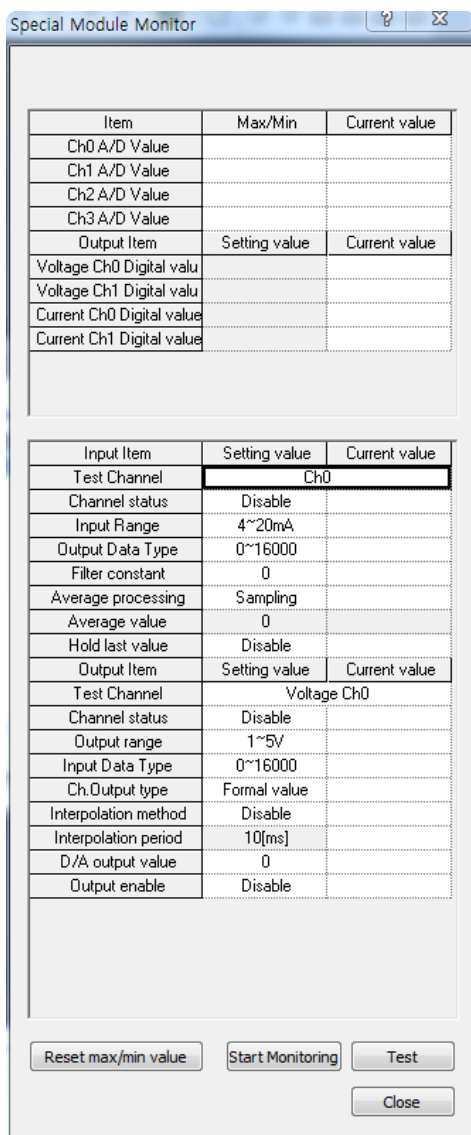 Special Module Monitor
Item Max/Min Current value
Ch0 A/D Value
Ch1 A/D Value
Ch2 A/D Value
Ch3 A/D Value
Output Item Setting value Current value
Voltage Ch0 Digital valu
Voltage Ch1 Digital valu
Current Ch0 Digital value
Current Ch1 Digital value
Input Item Setting value Current value
Test Channel Ch0
Channel status Disable
Input Range 4~20mA
Output Data Type 0~16000
Filter constant 0
Average processing Sampling
Average value 0
Hold last value Disable
Output Item Setting value Current value
Test Channel Voltage Ch0
Channel status Disable
Output range 1~5V
Input Data Type 0~16000
Ch.Output type Formal value
Interpolation method Disable
Interpolation period 10[ms]
D/A output value 0
Output enable Disable
Reset max/min value Start Monitoring Test
Close